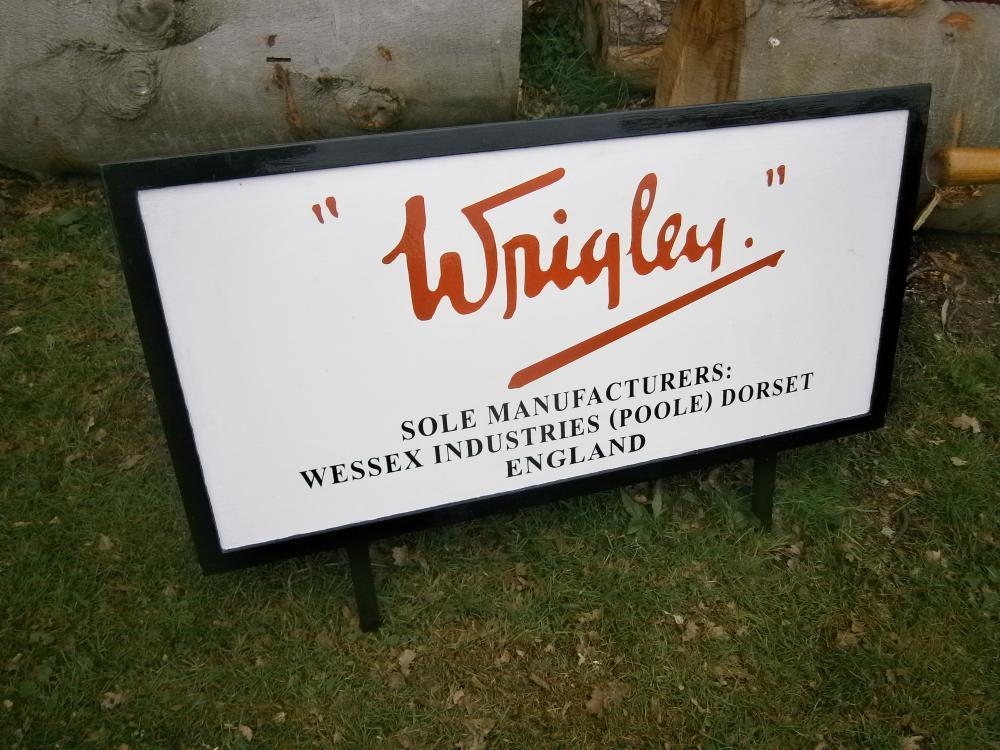 "Wrigley."
SOLE MANUFACTURERS:
WESSEX INDUSTRIES (POOLE) DORSET
ENGLAND